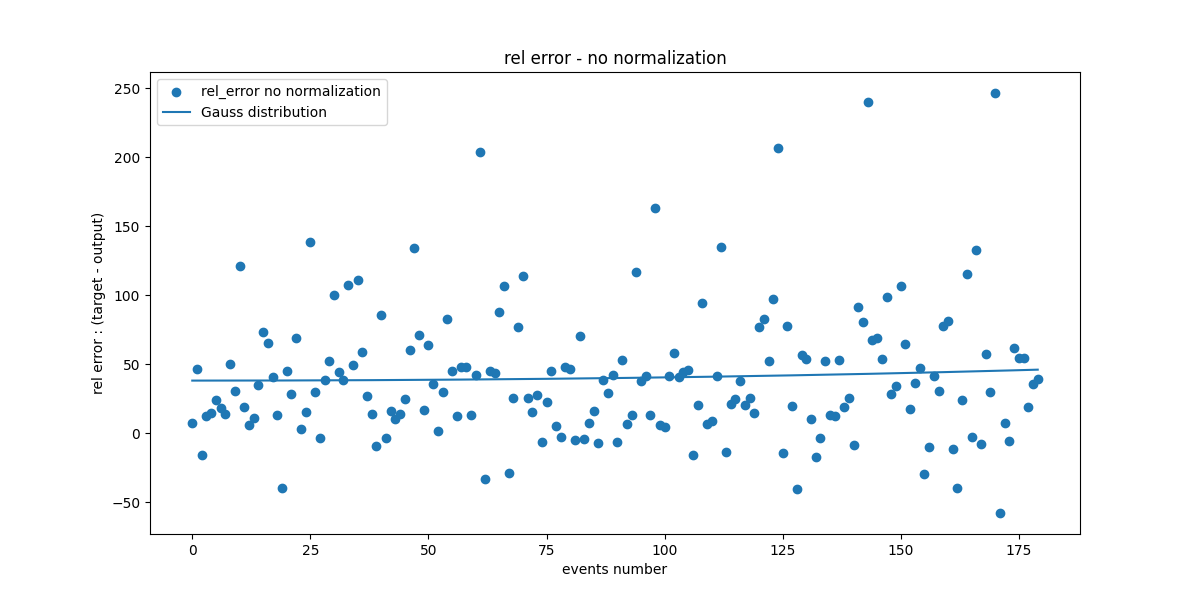 rel error - no normalization
rel_error no normalization
Gauss distribution
rel error : (target - output)
250
200
150
100
50
0
−50
0 25 50 75 100 125 150 175
events number